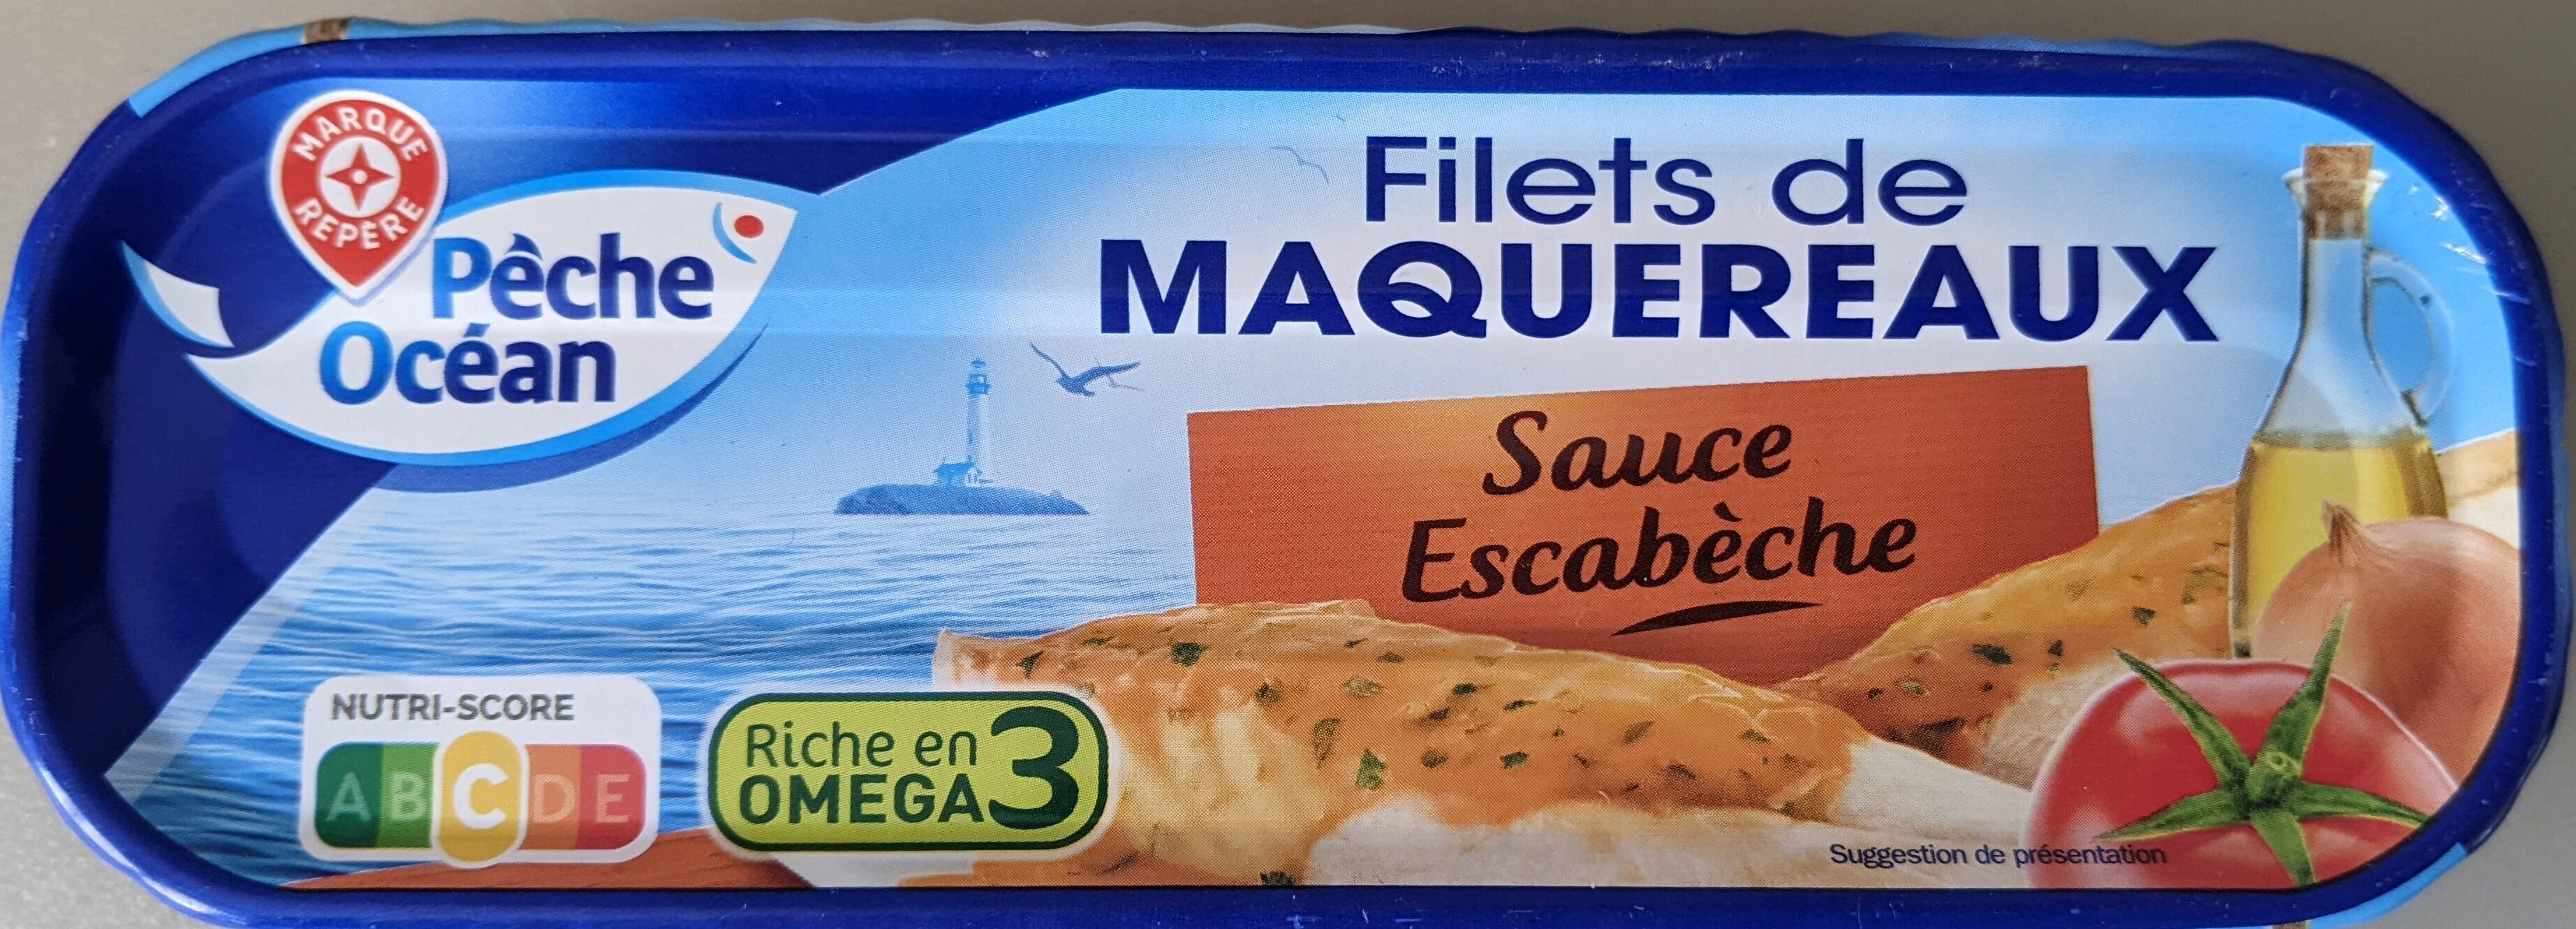 MARQUE
REPÈRE
Pêche
Océan
Filets de
MAQUEREAUX
Sauce
Escabèche
NUTRI-SCORE
A B C D E
Riche en
OMEGA 3
Suggestion de présentation